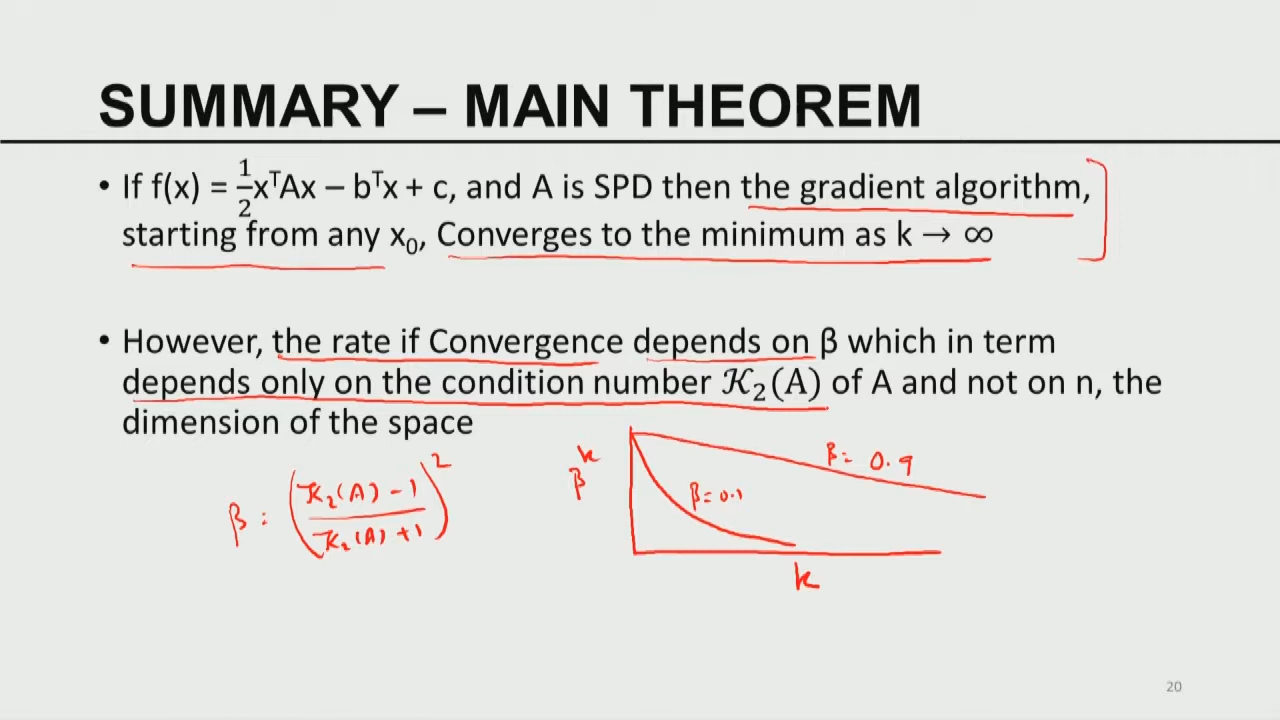 SUMMARY – MAIN THEOREM
• If f(x) = 1/2 xᵀAx – bᵀx + c, and A is SPD then the gradient algorithm,
starting from any x₀, Converges to the minimum as k → ∞
• However, the rate if Convergence depends on β which in term
depends only on the condition number 𝒦₂(A) of A and not on n, the
dimension of the space
β = ((𝒦₂(A) – 1)/(𝒦₂(A) + 1))²
βᵏ
β = 0.9
β = 0.1
k
20